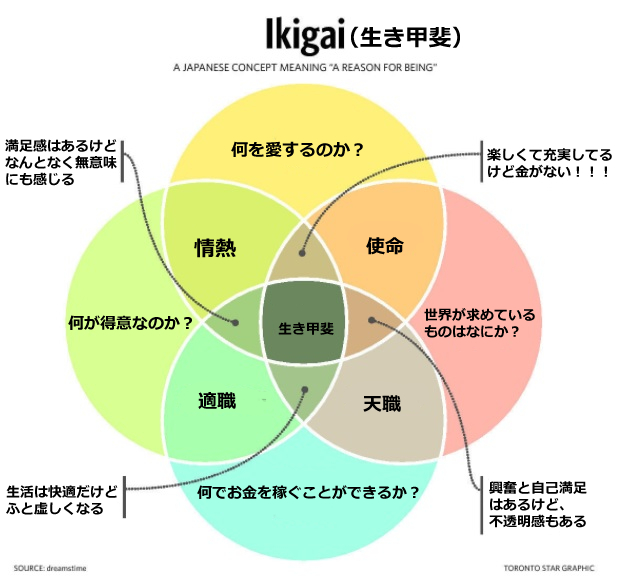 Ikigai(生き甲斐)
A JAPANESE CONCEPT MEANING "A REASON FOR BEING"
満足感はあるけど
なんとなく無意味
にも感じる
何を愛するのか?
楽しくて充実してる
けど金がない!!!
情熱
使命
何が得意なのか?
生き甲斐
世界が求めている
ものはなにか?
適職
天職
生活は快適だけど
ふと虚しくなる
何でお金を稼ぐことができるか?
興奮と自己満足
はあるけど、
不透明感もある
SOURCE: dreamstime
TORONTO STAR GRAPHIC